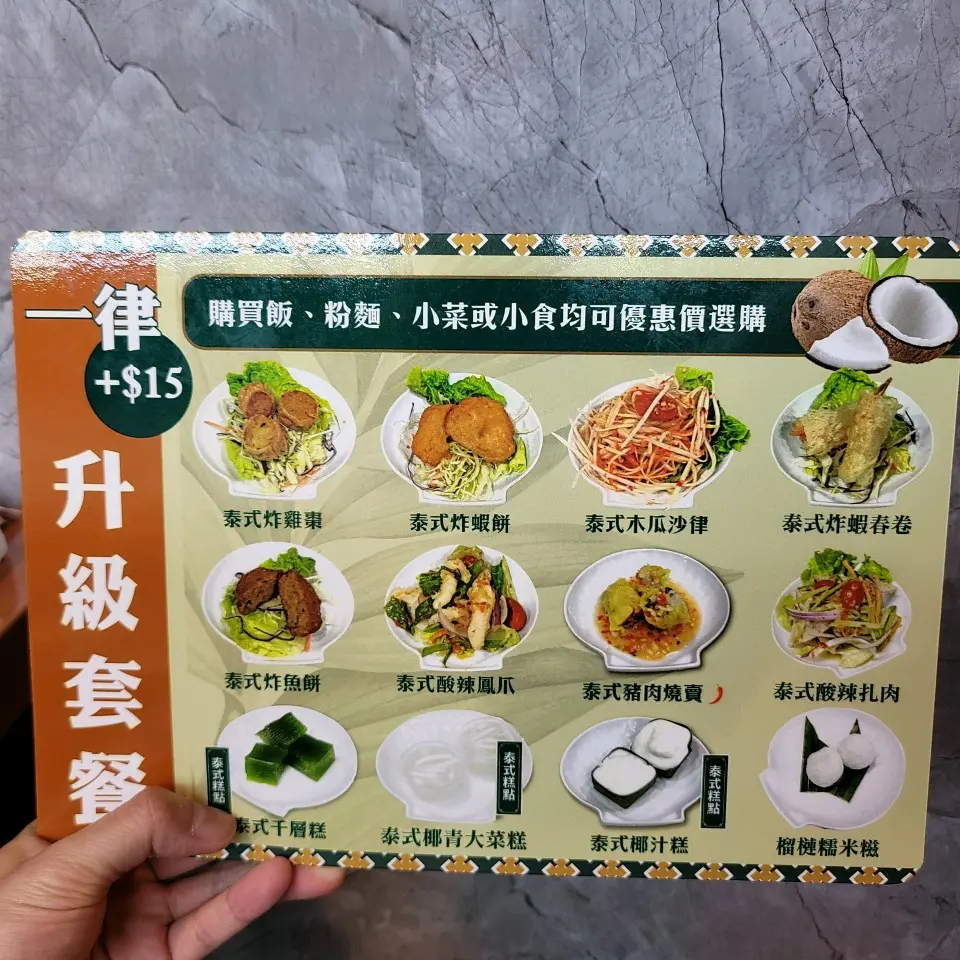 一律
+$15
升級套餐
購買飯、粉麵、小菜或小食均可優惠價選購
泰式炸雞棗
泰式炸蝦餅
泰式木瓜沙律
泰式炸蝦春卷
泰式炸魚餅
泰式酸辣鳳爪
泰式豬肉燒賣
泰式酸辣扎肉
泰式糕點
泰式千層糕
泰式糕點
泰式椰青大菜糕
泰式糕點
泰式椰汁糕
榴槤糯米糍